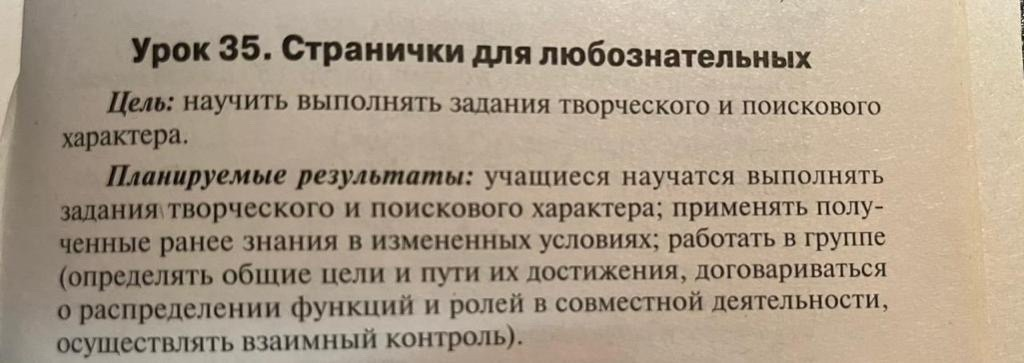 Урок 35. Странички для любознательных
Цель: научить выполнять задания творческого и поискового
характера.
Планируемые результаты: учащиеся научатся выполнять
задания творческого и поискового характера; применять полу-
ченные ранее знания в измененных условиях; работать в группе
(определять общие цели и пути их достижения, договариваться
о распределении функций и ролей в совместной деятельности,
осуществлять взаимный контроль).